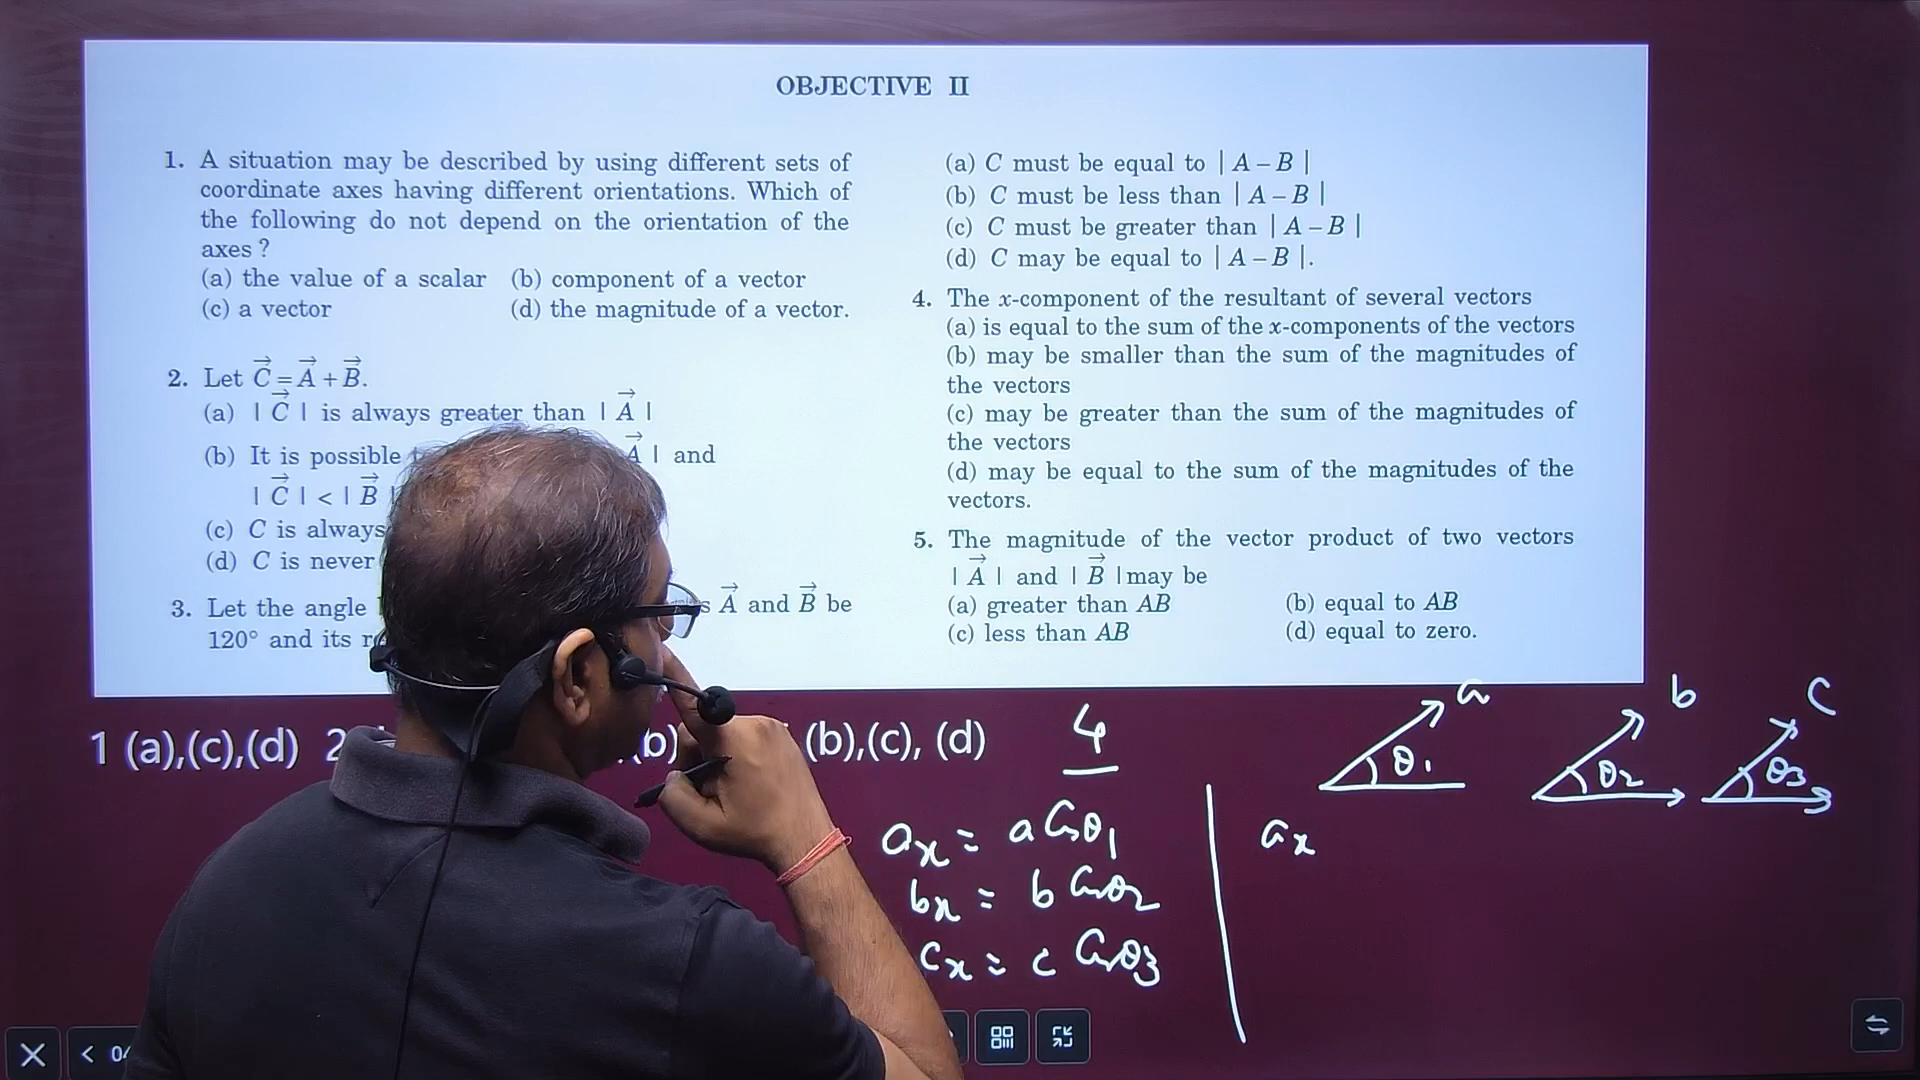 OBJECTIVE II
1. A situation may be described by using different sets of
coordinate axes having different orientations. Which of
the following do not depend on the orientation of the
axes ?
(a) the value of a scalar (b) component of a vector
(c) a vector (d) the magnitude of a vector.
2. Let C⃗ = A⃗ + B⃗.
(a) | C⃗ | is always greater than | A⃗ |
(b) It is possible A⃗ | and
| C⃗ | < | B⃗ |
(c) C is always
(d) C is never
3. Let the angle A⃗ and B⃗ be
120° and its
(a) C must be equal to | A – B |
(b) C must be less than | A – B |
(c) C must be greater than | A – B |
(d) C may be equal to | A – B |.
4. The x-component of the resultant of several vectors
(a) is equal to the sum of the x-components of the vectors
(b) may be smaller than the sum of the magnitudes of
the vectors
(c) may be greater than the sum of the magnitudes of
the vectors
(d) may be equal to the sum of the magnitudes of the
vectors.
5. The magnitude of the vector product of two vectors
| A⃗ | and | B⃗ | may be
(a) greater than AB (b) equal to AB
(c) less than AB (d) equal to zero.
1 (a),(c),(d) 2 (b) (b),(c), (d)
4
a b c
θ1 θ2 θ3
ax = a Cosθ1
bx = b Cosθ2
cx = c Cosθ3
ax